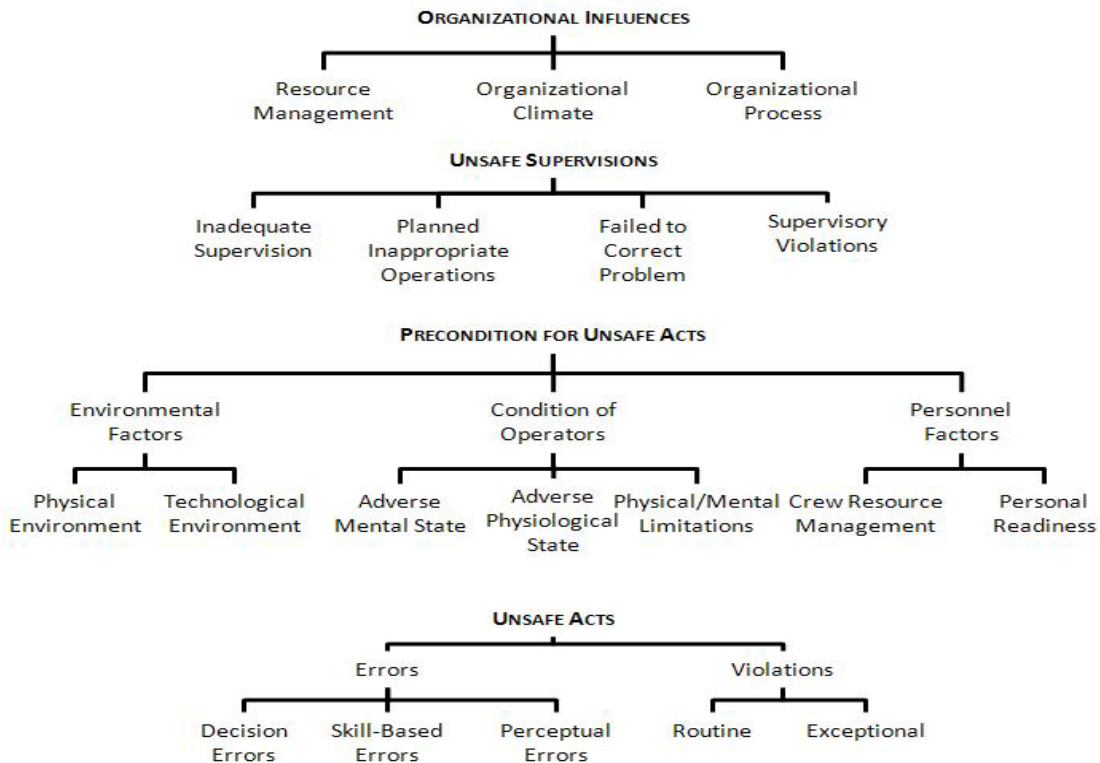 ORGANIZATIONAL INFLUENCES
Resource Management
Organizational Climate
Organizational Process
UNSAFE SUPERVISIONS
Inadequate Supervision
Planned Inappropriate Operations
Failed to Correct Problem
Supervisory Violations
PRECONDITION FOR UNSAFE ACTS
Environmental Factors
Condition of Operators
Personnel Factors
Physical Environment
Technological Environment
Adverse Mental State
Adverse Physiological State
Physical/Mental Limitations
Crew Resource Management
Personal Readiness
UNSAFE ACTS
Errors
Violations
Decision Errors
Skill-Based Errors
Perceptual Errors
Routine
Exceptional